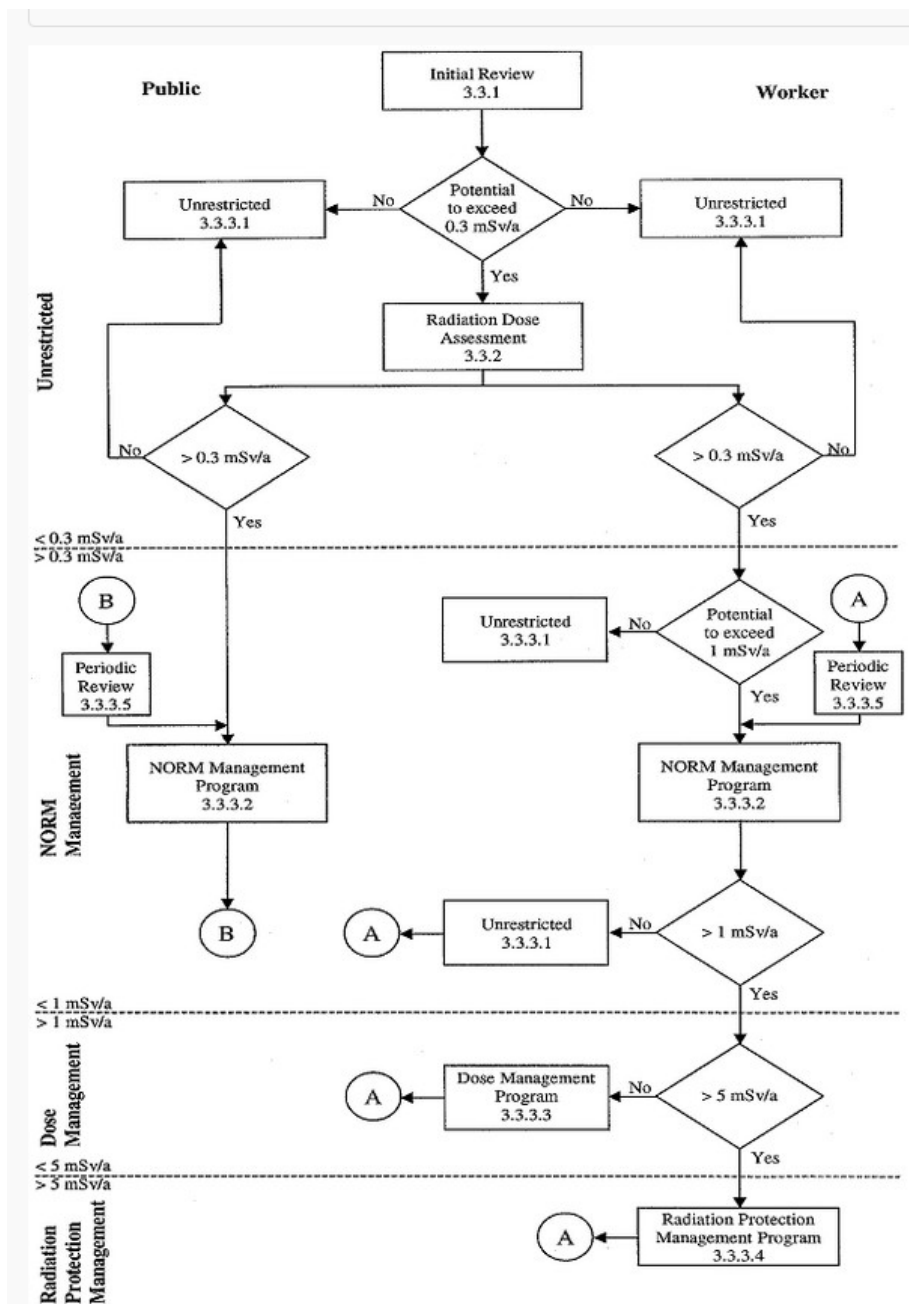 Public
Initial Review
3.3.1
Worker
Unrestricted
3.3.3.1
No
Potential
to exceed
0.3 mSv/a
No
Unrestricted
3.3.3.1
Yes
Radiation Dose
Assessment
3.3.2
Unrestricted
No
> 0.3 mSv/a
> 0.3 mSv/a
No
Yes
Yes
< 0.3 mSv/a
> 0.3 mSv/a
B
Periodic
Review
3.3.3.5
Unrestricted
3.3.3.1
No
Potential
to exceed
1 mSv/a
A
Periodic
Review
3.3.3.5
Yes
NORM
Management
NORM Management
Program
3.3.3.2
NORM Management
Program
3.3.3.2
B
A
Unrestricted
3.3.3.1
No
> 1 mSv/a
Yes
< 1 mSv/a
> 1 mSv/a
Dose
Management
A
Dose Management
Program
3.3.3.3
No
> 5 mSv/a
Yes
< 5 mSv/a
> 5 mSv/a
Radiation
Protection
Management
A
Radiation Protection
Management Program
3.3.3.4